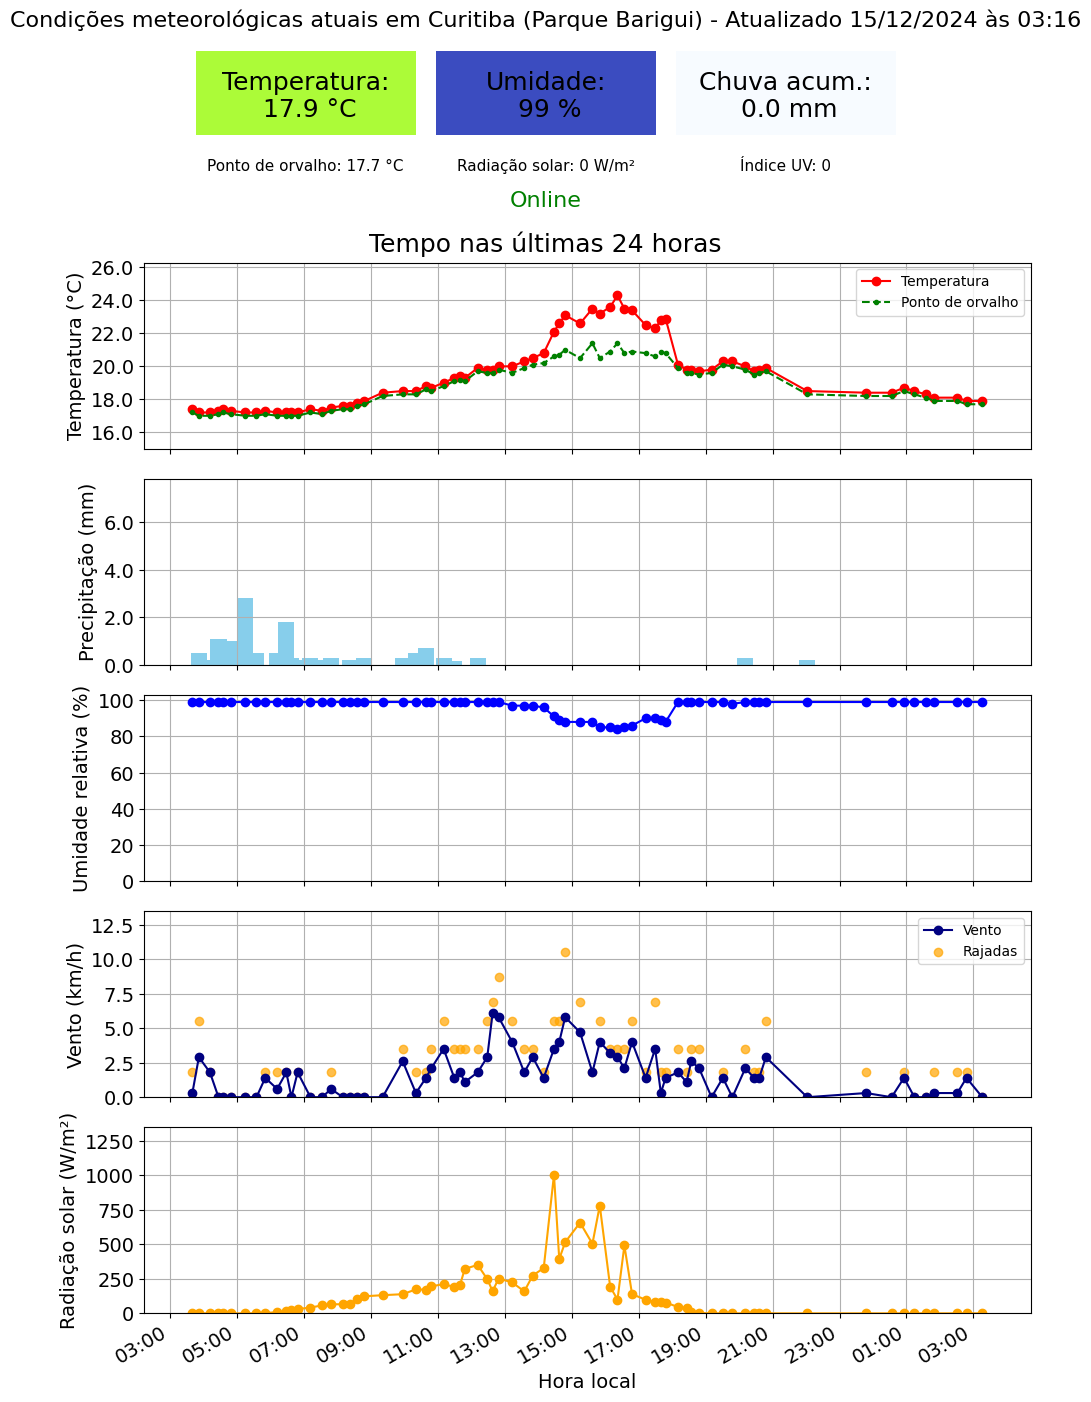 Condições meteorológicas atuais em Curitiba (Parque Barigui) - Atualizado 15/12/2024 às 03:16
Temperatura:
17.9 °C
Umidade:
99 %
Chuva acum.:
0.0 mm
Ponto de orvalho: 17.7 °C
Radiação solar: 0 W/m²
Índice UV: 0
Online
Tempo nas últimas 24 horas
Temperatura (°C)
26.0
24.0
22.0
20.0
18.0
16.0
Temperatura
Ponto de orvalho
Precipitação (mm)
6.0
4.0
2.0
0.0
Umidade relativa (%)
100
80
60
40
20
0
Vento (km/h)
12.5
10.0
7.5
5.0
2.5
0.0
Vento
Rajadas
Radiação solar (W/m²)
1250
1000
750
500
250
0
03:00
05:00
07:00
09:00
11:00
13:00
15:00
17:00
19:00
21:00
23:00
01:00
03:00
Hora local